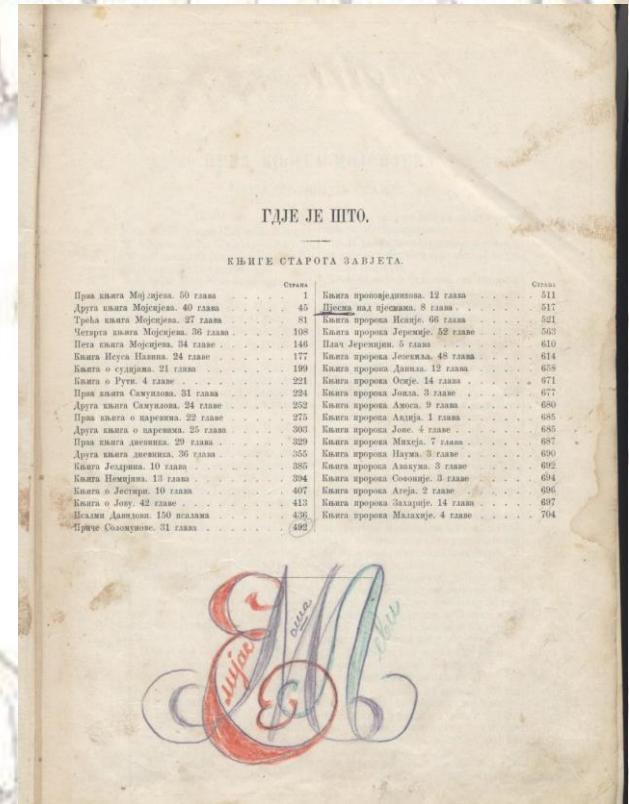 ГДЈЕ ЈЕ ШТО.
КЊИГЕ СТАРОГА ЗАВЈЕТА.
СТРАНА
Прва књига Мојсијева. 50 глава . . . . 1
Друга књига Мојсијева. 40 глава . . . . 45
Трећа књига Мојсијева. 27 глава . . . . 81
Четврта књига Мојсијева. 36 глава . . . . 108
Пета књига Мојсијева. 34 главе . . . . 146
Књига Исуса Навина. 24 главе . . . . 177
Књига о судијама. 21 глава . . . . 199
Књига о Рути. 4 главе . . . . 221
Прва књига Самуилова. 31 глава . . . . 224
Друга књига Самуилова. 24 главе . . . . 252
Прва књига о царевима. 22 главе . . . . 275
Друга књига о царевима. 25 глава . . . . 303
Прва књига дневника. 29 глава . . . . 329
Друга књига дневника. 36 глава . . . . 355
Књига Јездрина. 10 глава . . . . 385
Књига Немијина. 13 глава . . . . 394
Књига о Јестири. 10 глава . . . . 407
Књига о Јову. 42 главе . . . . 413
Псалми Давидови. 150 псалама . . . . 436
Приче Соломунове. 31 глава . . . . 492
СТРАНА
Књига проповједникова. 12 глава . . . . 511
Пјесма над пјесмама. 8 глава . . . . 517
Књига пророка Исаије. 66 глава . . . . 521
Књига пророка Јеремије. 52 главе . . . . 563
Плач Јеремијин. 5 глава . . . . 610
Књига пророка Језекиља. 48 глава . . . . 614
Књига пророка Данила. 12 глава . . . . 658
Књига пророка Осије. 14 глава . . . . 671
Књига пророка Јоила. 3 главе . . . . 677
Књига пророка Амоса. 9 глава . . . . 680
Књига пророка Авдија. 1 глава . . . . 685
Књига пророка Јоне. 4 главе . . . . 685
Књига пророка Михеја. 7 глава . . . . 687
Књига пророка Наума. 3 главе . . . . 690
Књига пророка Авакума. 3 главе . . . . 692
Књига пророка Софоније. 3 главе . . . . 694
Књига пророка Агеја. 2 главе . . . . 696
Књига пророка Захарије. 14 глава . . . . 697
Књига пророка Малахије. 4 главе . . . . 704